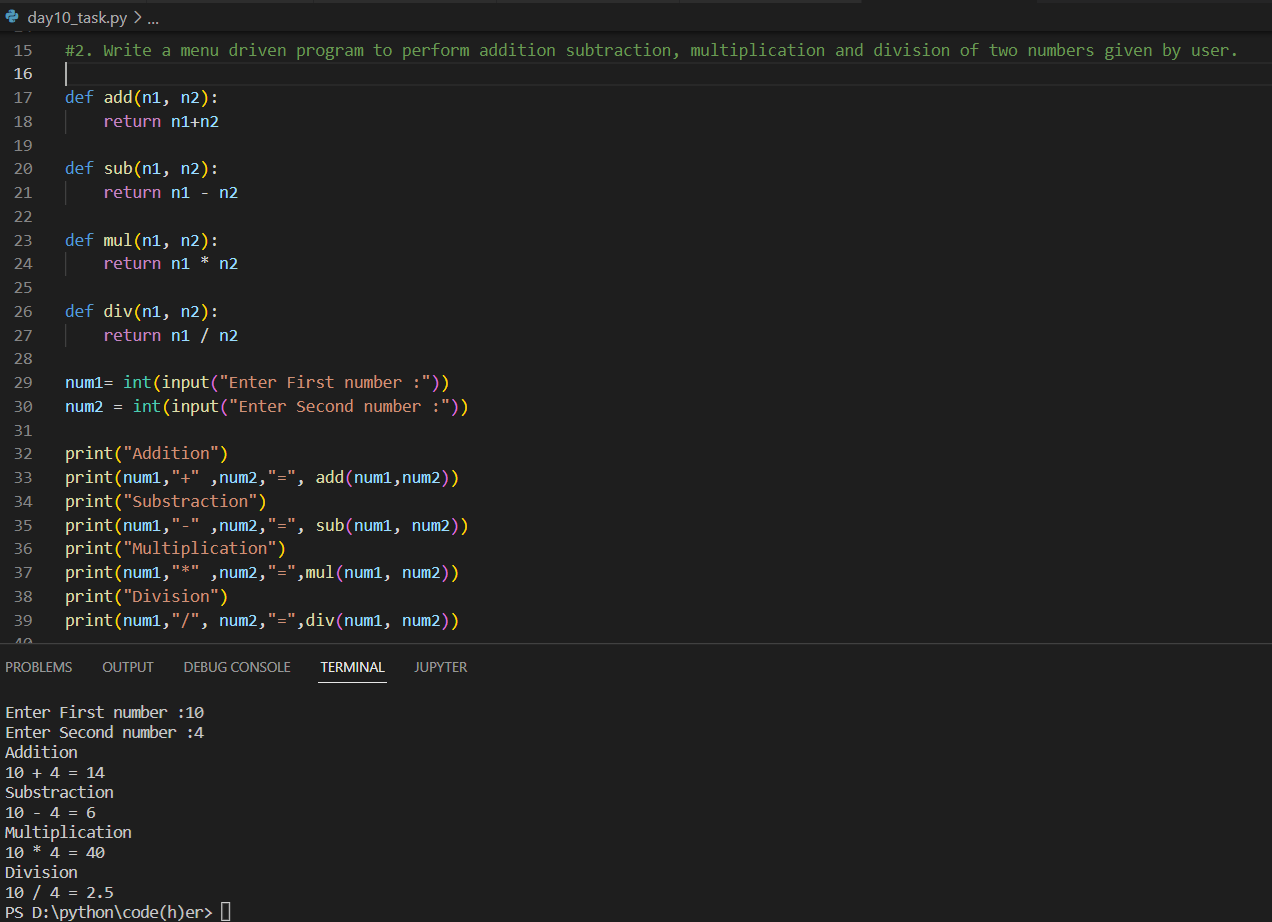 day10_task.py > ...
15 #2. Write a menu driven program to perform addition subtraction, multiplication and division of two numbers given by user.
16
17 def add(n1, n2):
18     return n1+n2
19
20 def sub(n1, n2):
21     return n1 - n2
22
23 def mul(n1, n2):
24     return n1 * n2
25
26 def div(n1, n2):
27     return n1 / n2
28
29 num1= int(input("Enter First number :"))
30 num2 = int(input("Enter Second number :"))
31
32 print("Addition")
33 print(num1,"+" ,num2,"=", add(num1,num2))
34 print("Substraction")
35 print(num1,"-" ,num2,"=", sub(num1, num2))
36 print("Multiplication")
37 print(num1,"*" ,num2,"=",mul(num1, num2))
38 print("Division")
39 print(num1,"/", num2,"=",div(num1, num2))
40
PROBLEMS OUTPUT DEBUG CONSOLE TERMINAL JUPYTER
Enter First number :10
Enter Second number :4
Addition
10 + 4 = 14
Substraction
10 - 4 = 6
Multiplication
10 * 4 = 40
Division
10 / 4 = 2.5
PS D:\python\code(h)er>